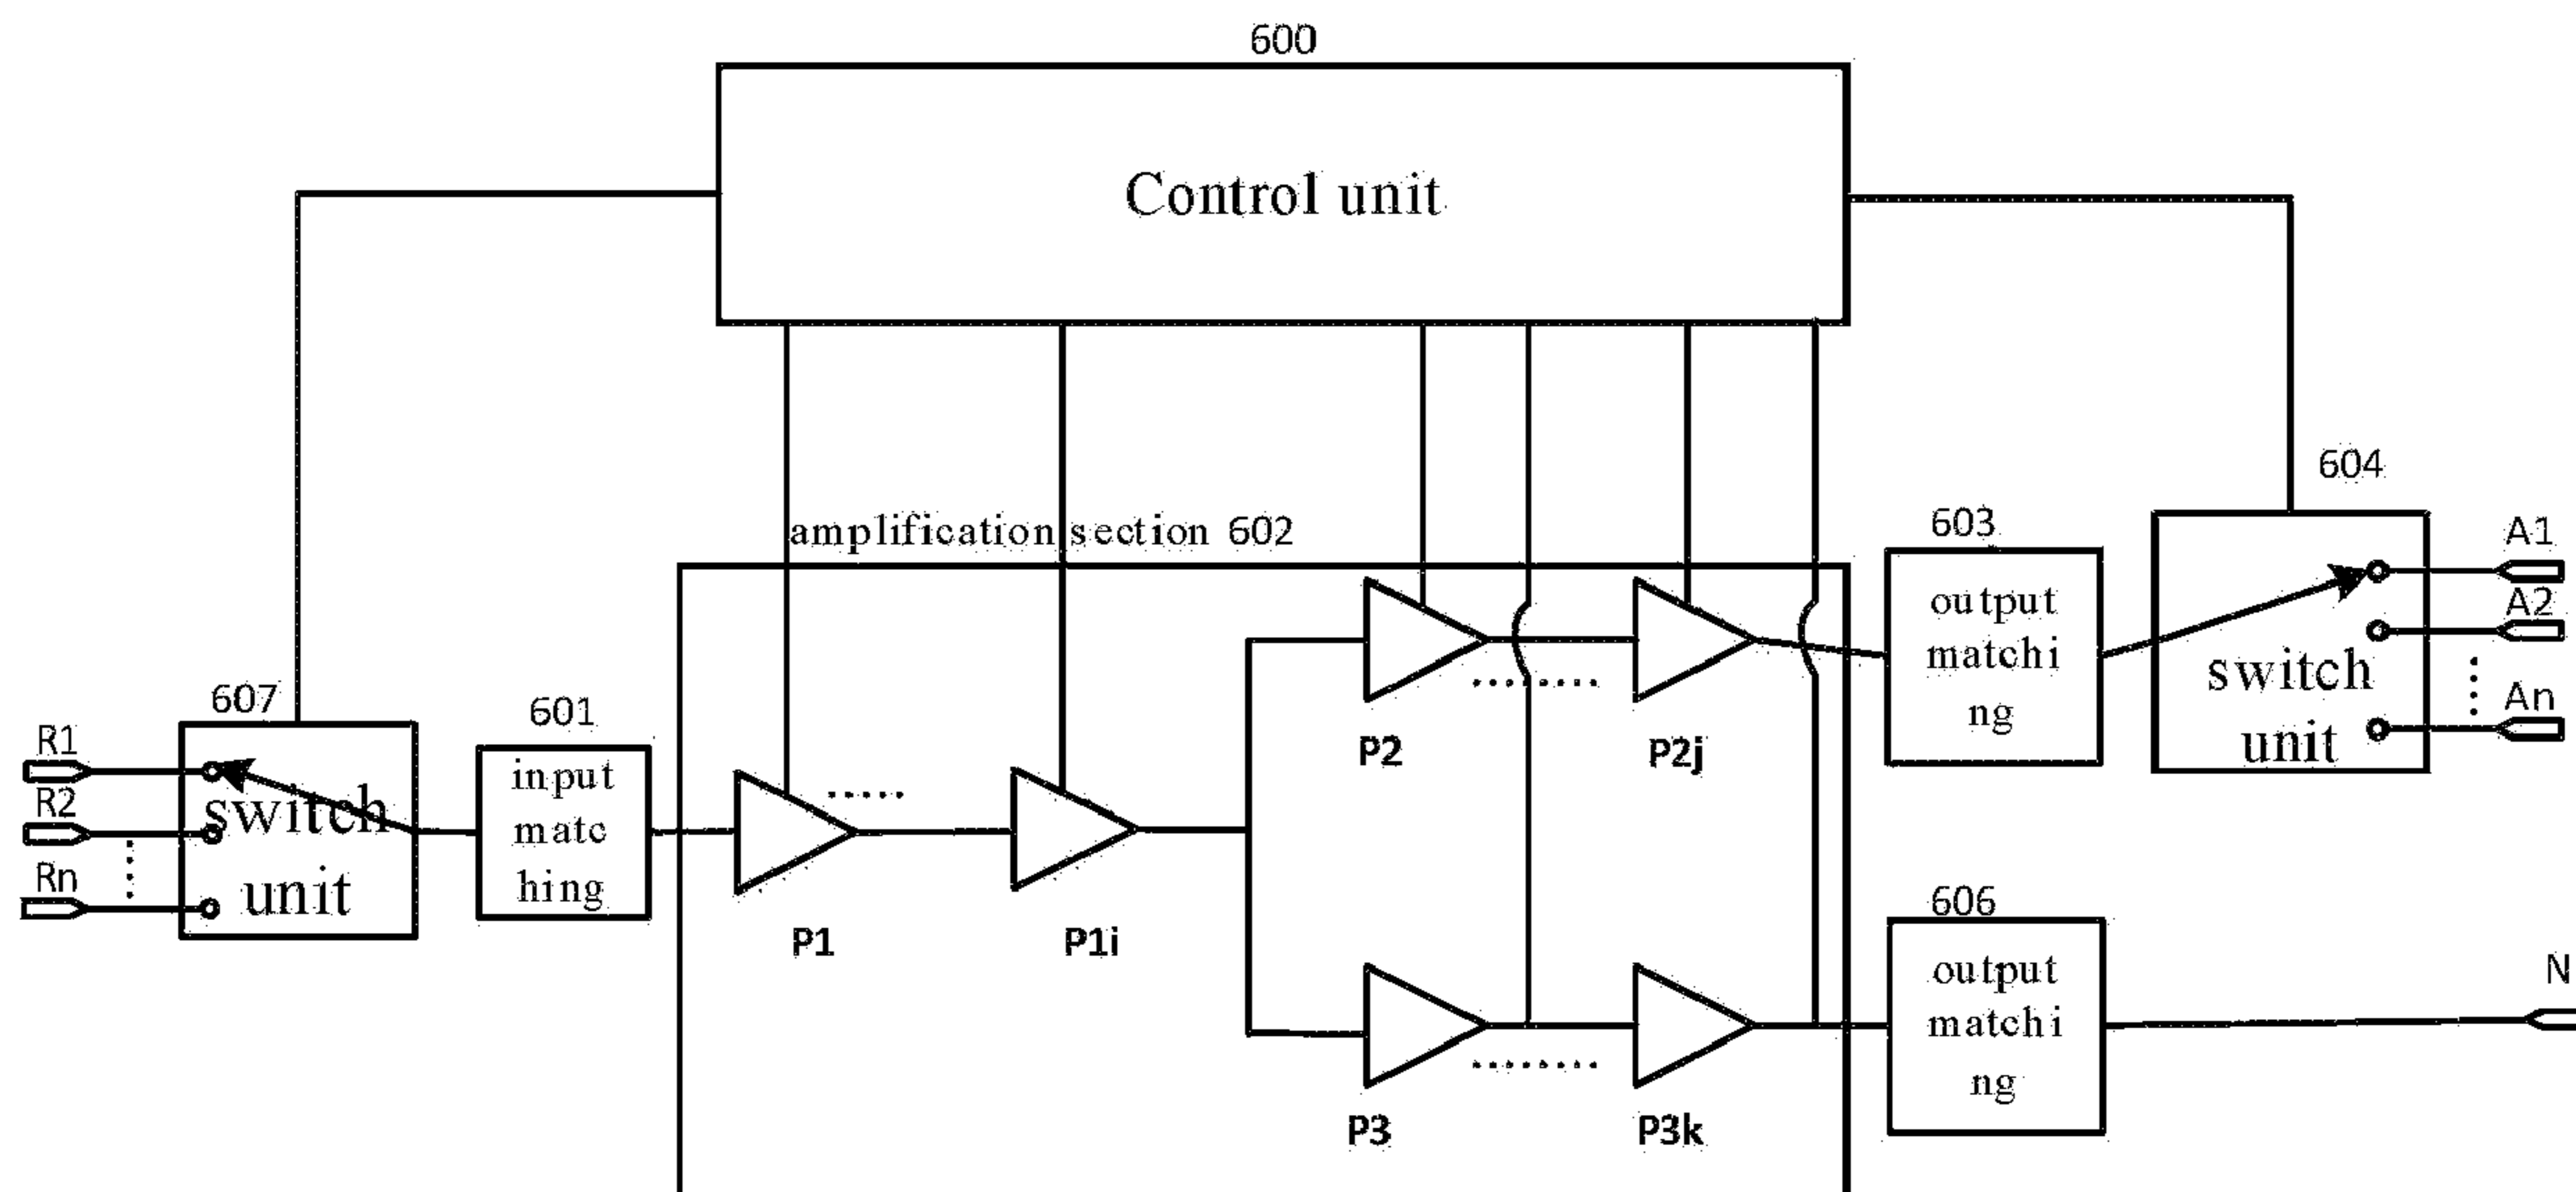 600
Control unit
amplification section 602
604
603
A1
output
matchi
ng
A2
switch
unit
An
607
601
R1
R2
Rn
switch
unit
input
matc
hing
P2
P2j
P1
P1i
606
output
matchi
ng
N
P3
P3k